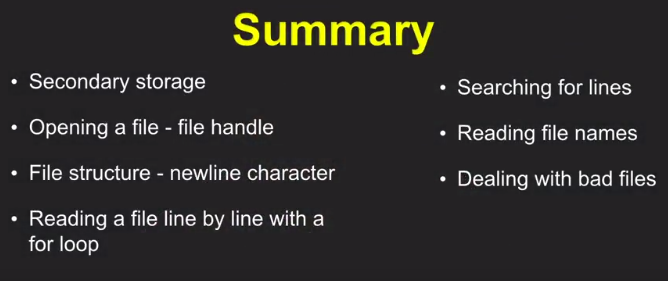 Summary
• Secondary storage
• Opening a file - file handle
• File structure - newline character
• Reading a file line by line with a
for loop
• Searching for lines
• Reading file names
• Dealing with bad files